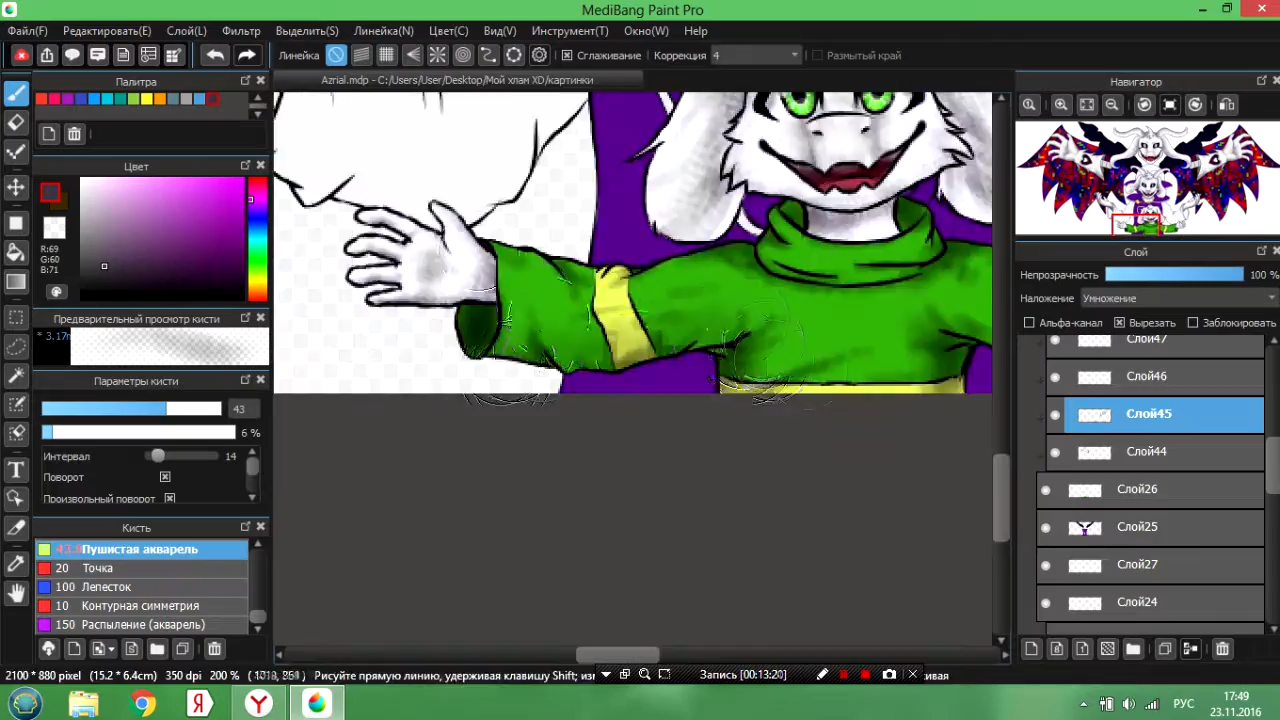 MediBang Paint Pro
Файл(F) Редактировать(E) Слой(L) Фильтр Выделить(S) Линейка(N) Цвет(C) Вид(V) Инструмент(T) Окно(W) Help
Линейка Сглаживание Коррекция 4 Размытый край
Палитра
Azrial.mdp - C:/Users/User/Desktop/Мой хлам XD/картинки
Навигатор
Цвет
R:69
G:60
B:71
Слой
Непрозрачность 100 %
Наложение Умножение
Альфа-канал Вырезать Заблокировать
Предварительный просмотр кисти
Слой47
Слой46
Параметры кисти
43
Слой45
6 %
Интервал 14
Слой44
Поворот
Произвольный поворот
Слой26
Кисть
Слой25
Пушистая акварель
20 Точка
Слой27
100 Лепесток
10 Контурная симметрия
Слой24
150 Распыление (акварель)
2100 * 880 pixel (15.2 * 6.4cm) 350 dpi 200 % Рисуйте прямую линию, удерживая клавишу Shift; Запись [00:13:20]
РУС
17:49
23.11.2016